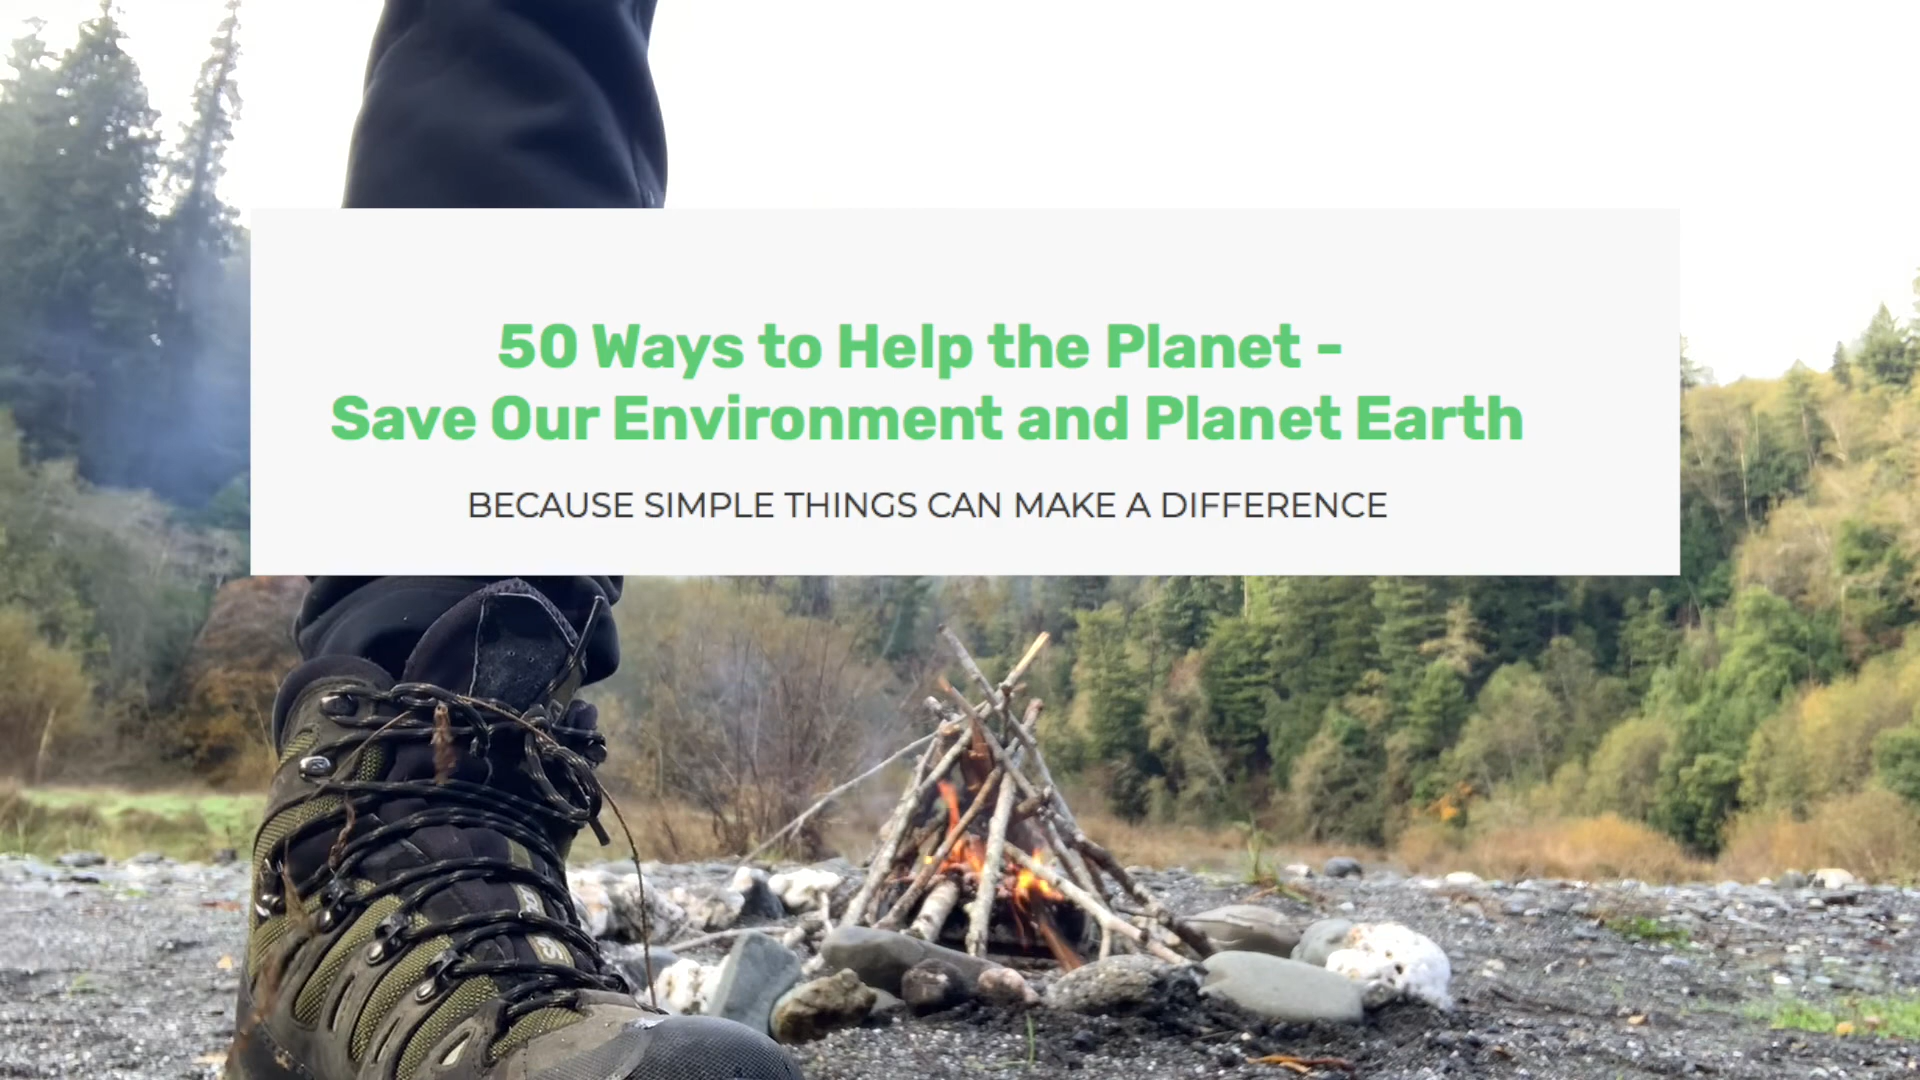 50 Ways to Help the Planet -
Save Our Environment and Planet Earth
BECAUSE SIMPLE THINGS CAN MAKE A DIFFERENCE